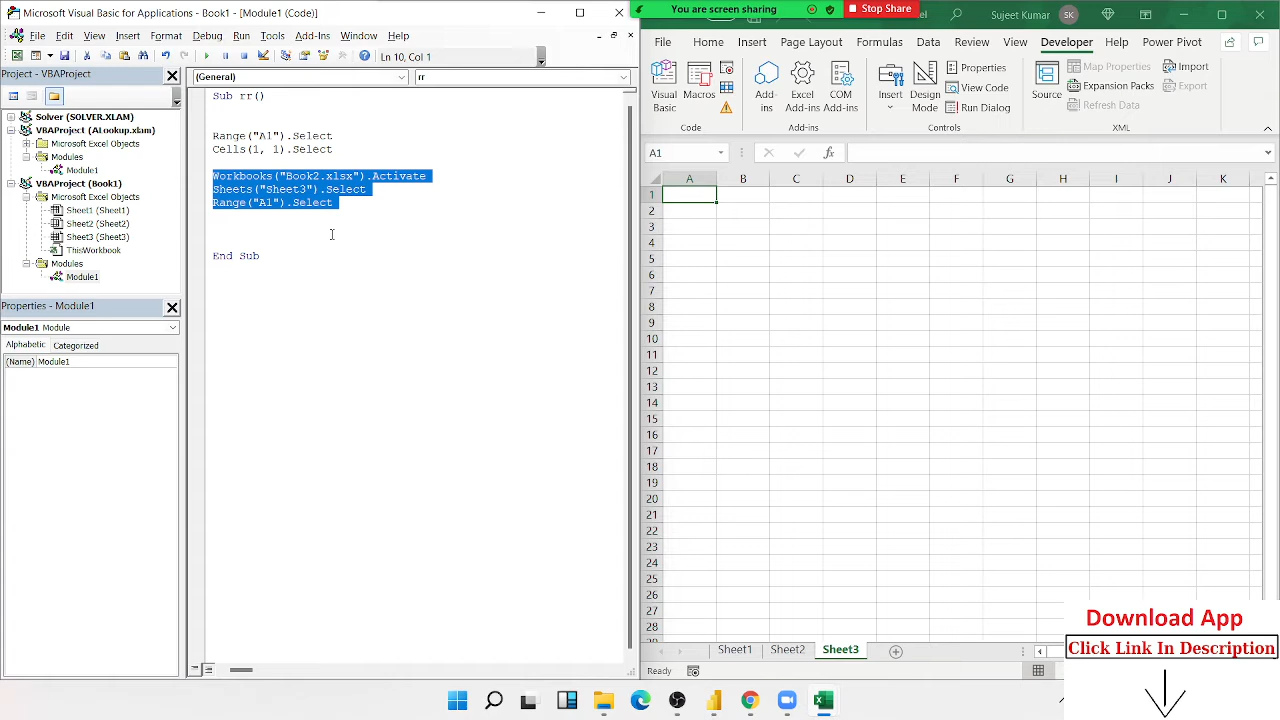 Microsoft Visual Basic for Applications - Book1 - [Module1 (Code)]
You are screen sharing
Stop Share
el
Sujeet Kumar
SK
File Edit View Insert Format Debug Run Tools Add-Ins Window Help
Ln 10, Col 1
File Home Insert Page Layout Formulas Data Review View Developer Help Power Pivot
Project - VBAProject
Solver (SOLVER.XLAM)
VBAProject (ALookup.xlam)
Microsoft Excel Objects
Modules
Module1
VBAProject (Book1)
Microsoft Excel Objects
Sheet1 (Sheet1)
Sheet2 (Sheet2)
Sheet3 (Sheet3)
ThisWorkbook
Modules
Module1
Properties - Module1
Module1 Module
Alphabetic Categorized
(Name) Module1
(General)
rr
Sub rr()
Range("A1").Select
Cells(1, 1).Select
Workbooks("Book2.xlsx").Activate
Sheets("Sheet3").Select
Range("A1").Select
End Sub
Visual Basic
Macros
Code
Add-ins
Excel Add-ins
COM Add-ins
Add-ins
Insert
Design Mode
Properties
View Code
Run Dialog
Controls
Source
Map Properties
Expansion Packs
Refresh Data
Import
Export
XML
A1
fx
A B C D E F G H I J K
1
2
3
4
5
6
7
8
9
10
11
12
13
14
15
16
17
18
19
20
21
22
23
24
25
26
27
28
Sheet1 Sheet2 Sheet3
Ready
Download App
Click Link In Description